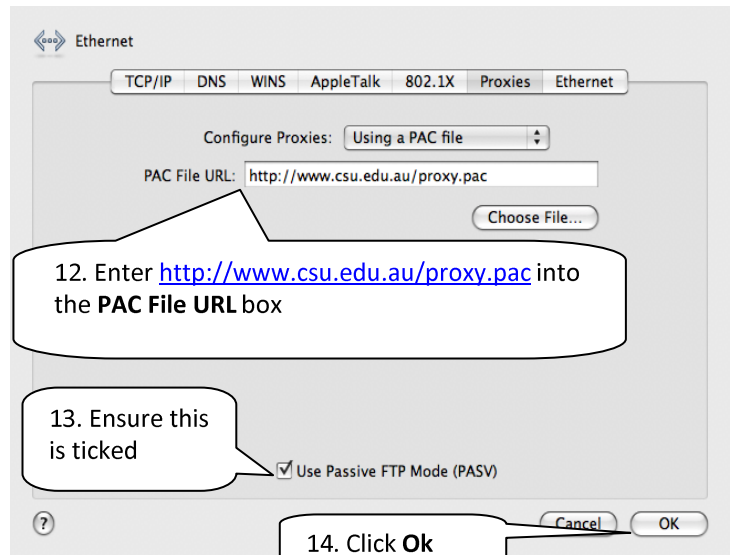 Ethernet
TCP/IP DNS WINS AppleTalk 802.1X Proxies Ethernet
Configure Proxies: Using a PAC file
PAC File URL: http://www.csu.edu.au/proxy.pac
Choose File...
12. Enter http://www.csu.edu.au/proxy.pac into
the PAC File URL box
13. Ensure this
is ticked
Use Passive FTP Mode (PASV)
? Cancel OK
14. Click Ok